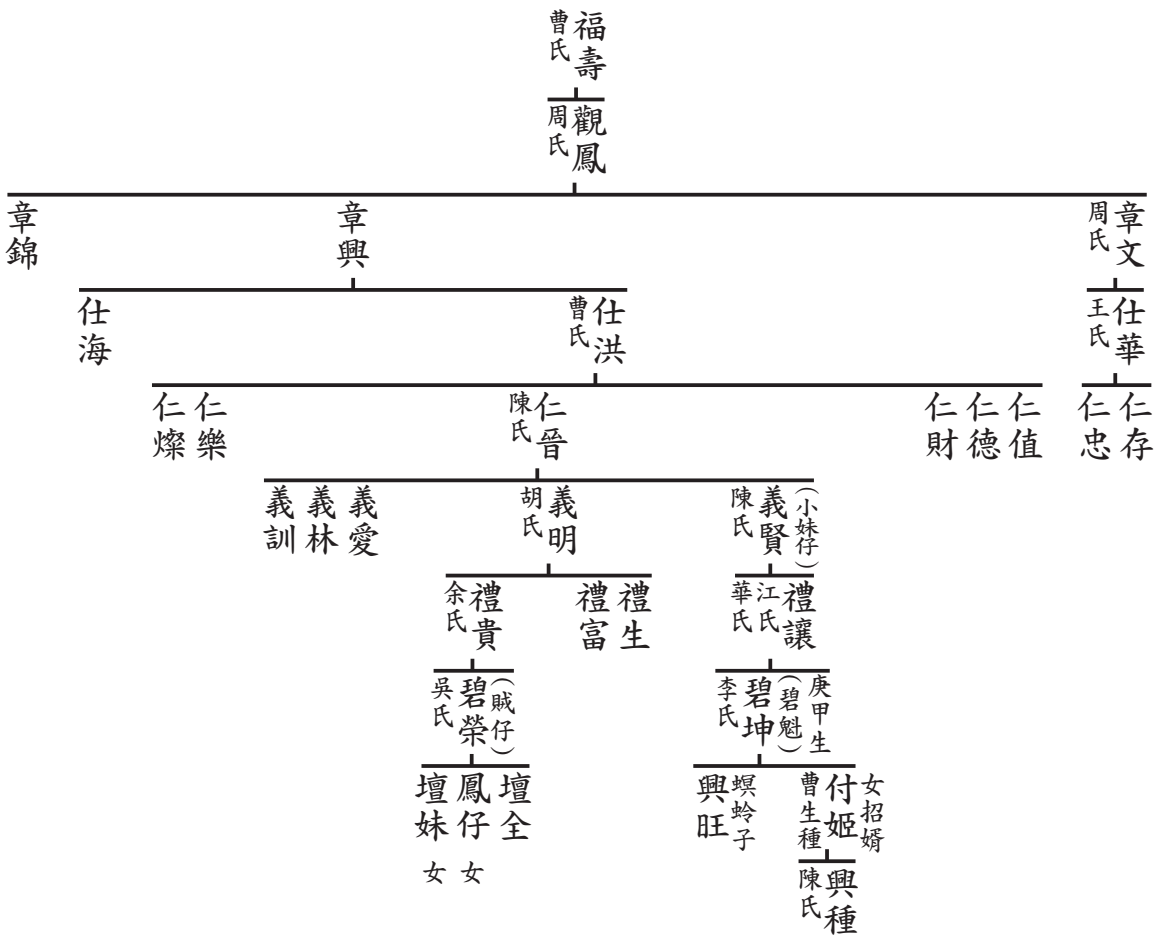 福壽
曹氏
觀鳳
周氏
章文
周氏
章興
章錦
仕華
王氏
仕洪
曹氏
仕海
仁存
仁忠
仁值
仁德
仁財
仁晉
陳氏
仁樂
仁燦
(小妹仔)
義賢
陳氏
義明
胡氏
義愛
義林
義訓
禮讓
江氏
華氏
禮生
禮富
禮貴
余氏
庚甲生
(碧魁)
碧坤
李氏
(賊仔)
碧榮
吳氏
女招婿
付姬
曹生種
螟蛉子
興旺
壇全
鳳仔 女
壇妹 女
興種
陳氏